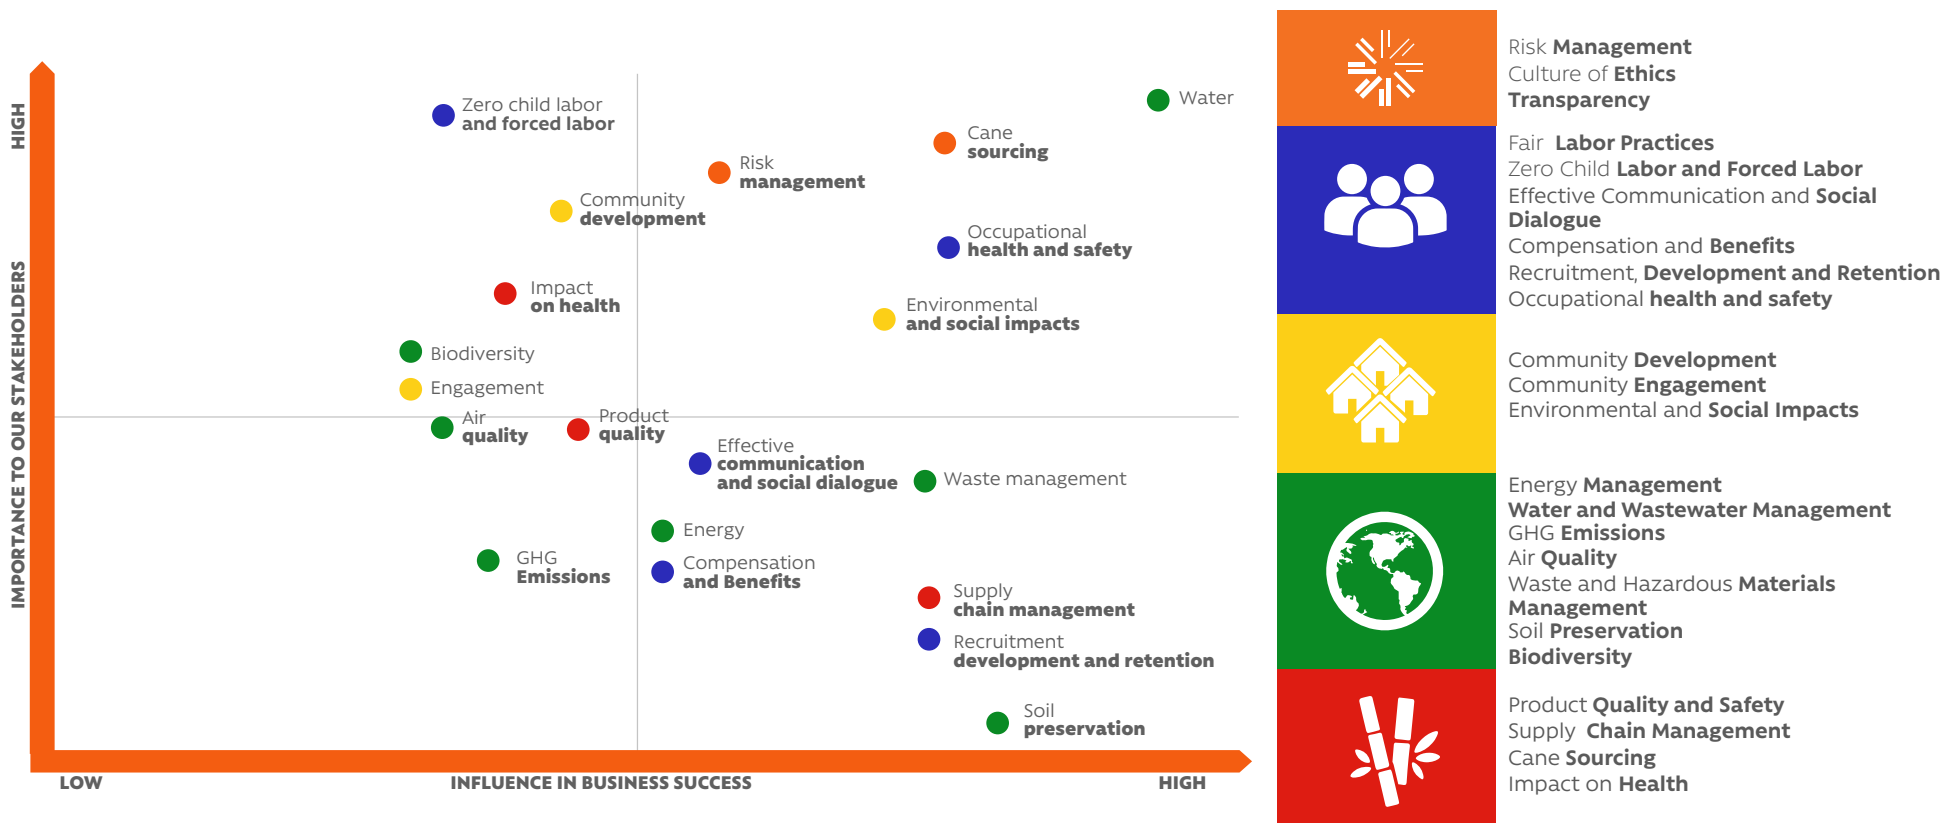 HIGH
IMPORTANCE TO OUR STAKEHOLDERS
Zero child labor
and forced labor
Water
Cane
sourcing
Risk
management
Community
development
Occupational
health and safety
Impact
on health
Environmental
and social impacts
Biodiversity
Engagement
Air
quality
Product
quality
Effective
communication
and social dialogue
Waste management
Energy
GHG
Emissions
Compensation
and Benefits
Supply
chain management
Recruitment
development and retention
Soil
preservation
LOW
INFLUENCE IN BUSINESS SUCCESS
HIGH
Risk Management
Culture of Ethics
Transparency
Fair Labor Practices
Zero Child Labor and Forced Labor
Effective Communication and Social
Dialogue
Compensation and Benefits
Recruitment, Development and Retention
Occupational health and safety
Community Development
Community Engagement
Environmental and Social Impacts
Energy Management
Water and Wastewater Management
GHG Emissions
Air Quality
Waste and Hazardous Materials
Management
Soil Preservation
Biodiversity
Product Quality and Safety
Supply Chain Management
Cane Sourcing
Impact on Health